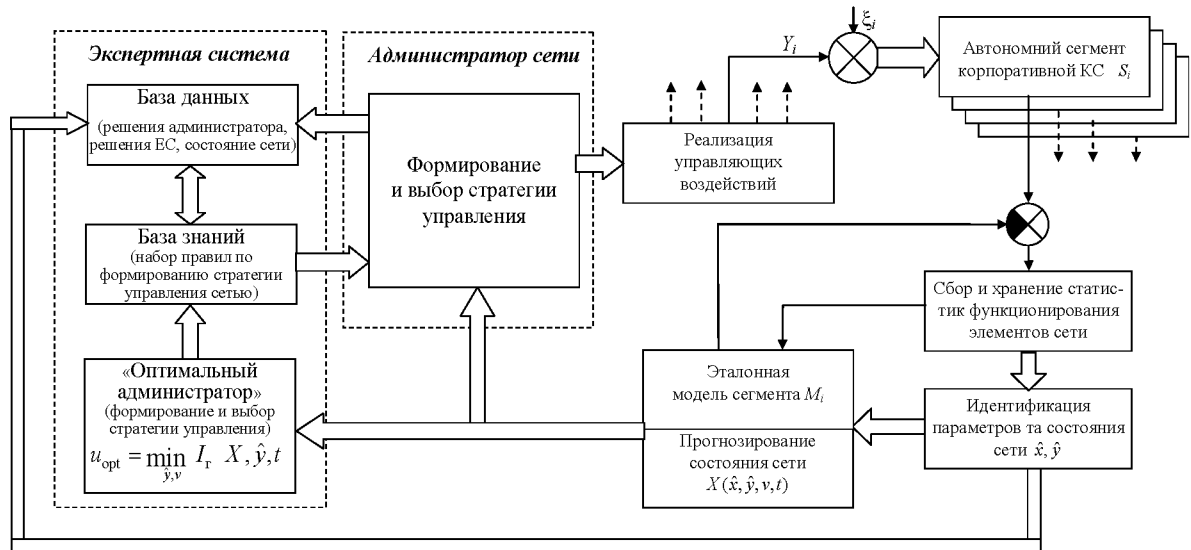 Экспертная система
База данных
(решения администратора,
решения ЕС, состояние сети)
База знаний
(набор правил по
формированию стратегии
управления сетью)
«Оптимальный
администратор»
(формирование и выбор
стратегии управления)
u_opt = min I_г X, ŷ, t
ŷ,v
Администратор сети
Формирование
и выбор стратегии
управления
Реализация
управляющих
воздействий
Y_i
ξ_i
Автономний сегмент
корпоративной КС S_i
Сбор и хранение статис-
тик функционирования
элементов сети
Эталонная
модель сегмента M_i
Прогнозирование
состояния сети
X(x̂, ŷ, v, t)
Идентификация
параметров та состояния
сети x̂, ŷ